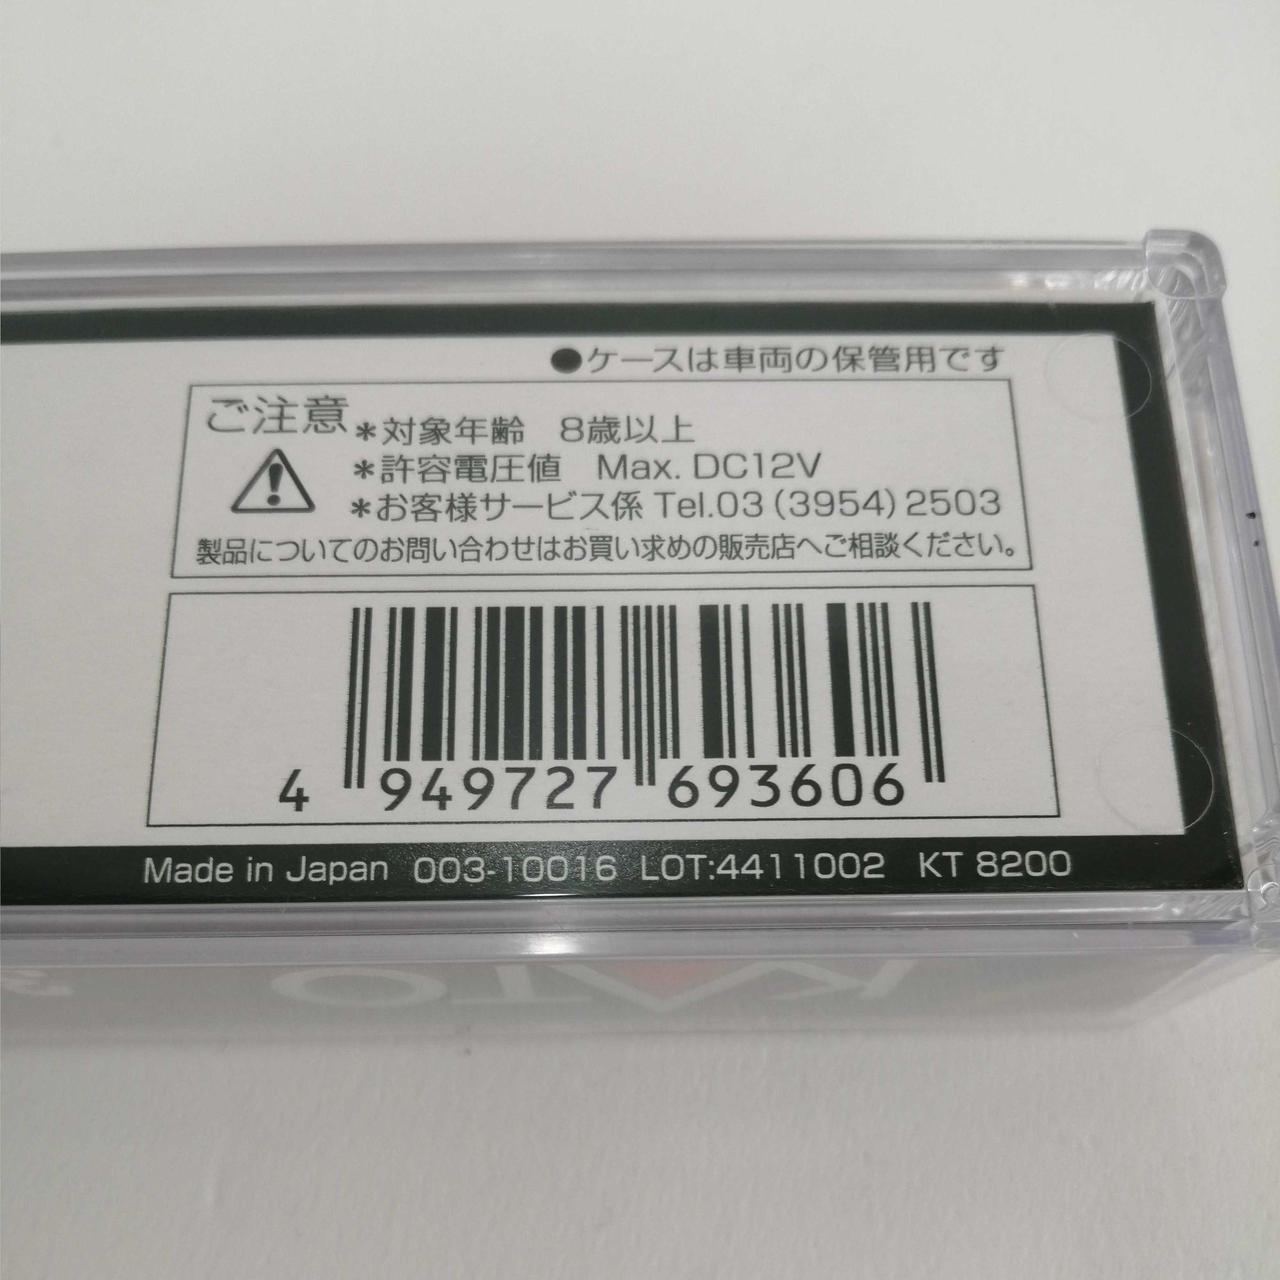 ●ケースは車両の保管用です
ご注意
＊対象年齢　8歳以上
＊許容電圧値　Max. DC12V
＊お客様サービス係 Tel.03 (3954) 2503
製品についてのお問い合わせはお買い求めの販売店へご相談ください。
4 949727 693606
Made in Japan 003-10016 LOT:4411002 KT 8200
KATO